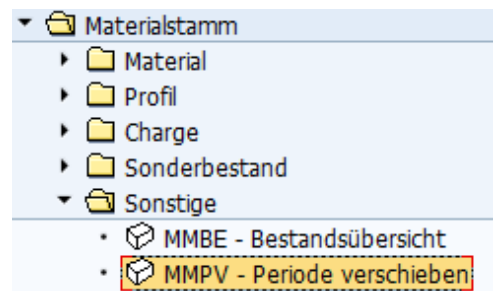 Materialstamm
Material
Profil
Charge
Sonderbestand
Sonstige
MMBE - Bestandsübersicht
MMPV - Periode verschieben